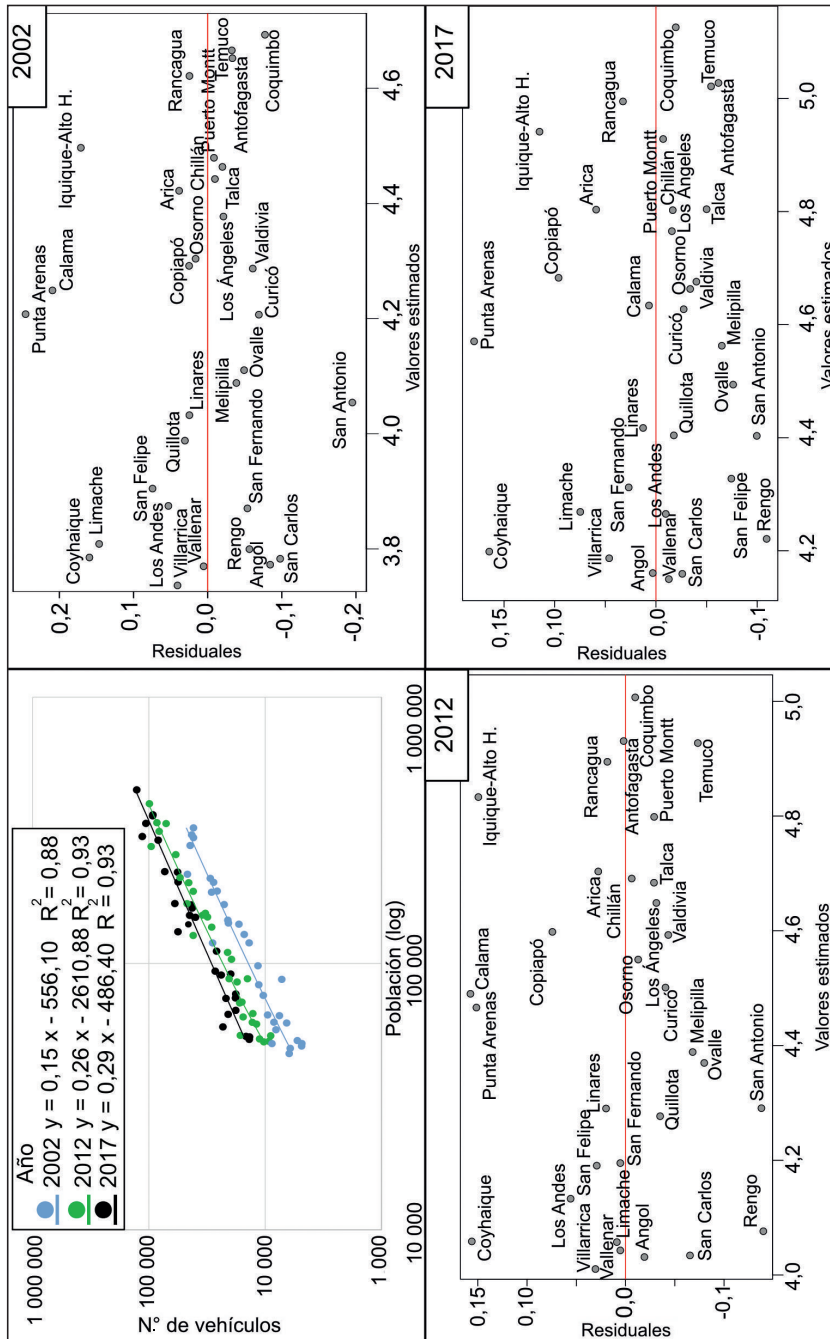 Año
2002 y = 0,15 x - 556,10 R²= 0,88
2012 y = 0,26 x - 2610,88 R²= 0,93
2017 y = 0,29 x - 486,40 R² = 0,93
1 000 000
100 000
10 000
1 000
N.° de vehículos
10 000
100 000
1 000 000
Población (log)
2002
0,2
0,1
0,0
-0,1
-0,2
Residuales
Coyhaique
Limache
Punta Arenas
Calama
Iquique-Alto H.
San Felipe
Los Andes
Quillota
Villarrica
Vallenar
Linares
Copiapó
Arica
Osorno
Chillán
Rancagua
Puerto Montt
Temuco
Rengo
Angol
San Carlos
San Fernando
Melipilla
Ovalle
Los Ángeles
Talca
Valdivia
Curicó
Antofagasta
Coquimbo
San Antonio
3,8
4,0
4,2
4,4
4,6
Valores estimados
2012
0,15
0,1
0,0
-0,1
Residuales
Coyhaique
Punta Arenas
Calama
Iquique-Alto H.
Los Andes
Villarrica
San Felipe
Vallenar
Limache
Linares
Copiapó
Arica
Chillán
Rancagua
Antofagasta
Coquimbo
Angol
San Fernando
Osorno
Los Ángeles
Talca
Puerto Montt
San Carlos
Quillota
Curicó
Valdivia
Melipilla
Ovalle
Temuco
Rengo
San Antonio
4,0
4,2
4,4
4,6
4,8
5,0
Valores estimados
2017
0,15
0,10
0,0
-0,1
Residuales
Coyhaique
Punta Arenas
Iquique-Alto H.
Limache
Villarrica
Copiapó
Arica
Rancagua
San Fernando
Linares
Calama
Angol
Los Andes
Vallenar
San Carlos
Quillota
Curicó
Osorno
Puerto Montt
Chillán
Los Ángeles
Coquimbo
Temuco
Valdivia
Talca
Antofagasta
Melipilla
Ovalle
San Felipe
Rengo
San Antonio
4,2
4,4
4,6
4,8
5,0
Valores estimados